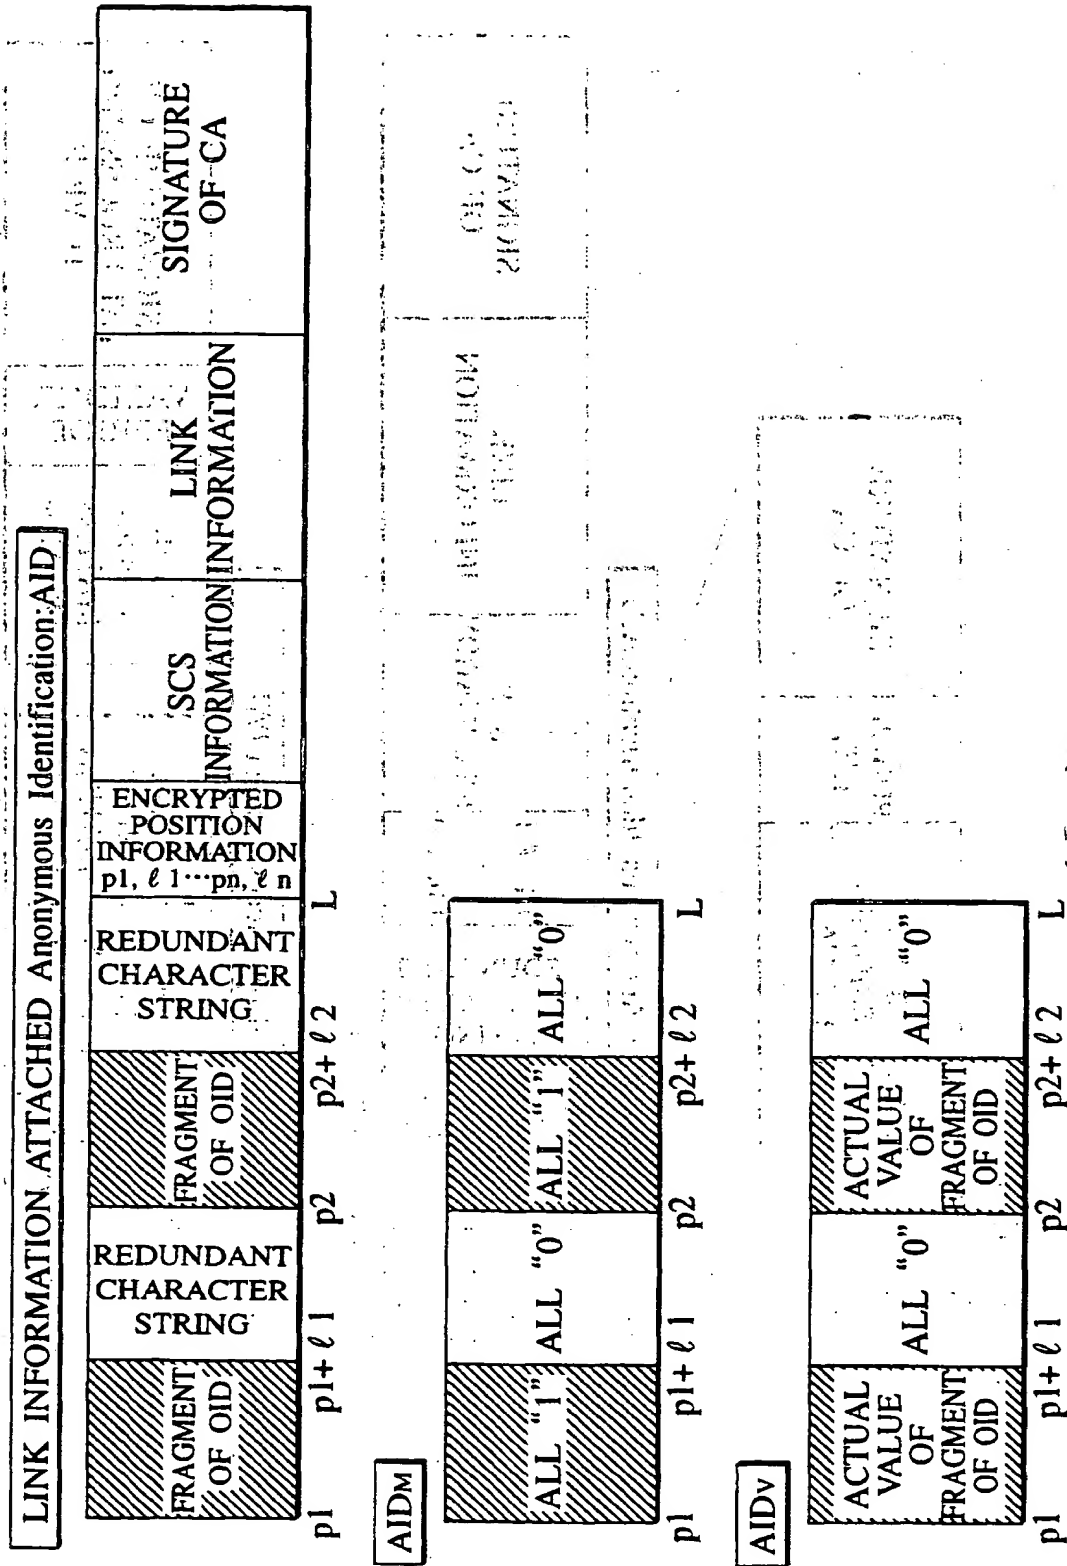 LINK INFORMATION ATTACHED Anonymous Identification:AID
FRAGMENT
OF OID
REDUNDANT
CHARACTER
STRING
FRAGMENT
OF OID
REDUNDANT
CHARACTER
STRING
ENCRYPTED
POSITION
INFORMATION
p1, ℓ 1⋯pn, ℓ n
SCS
INFORMATION
LINK
INFORMATION
SIGNATURE
OF CA
p1
p1+ ℓ 1
p2
p2+ ℓ 2
L
AIDM
ALL “1”
ALL “0”
ALL “1”
ALL “0”
p1
p1+ ℓ 1
p2
p2+ ℓ 2
L
AIDV
ACTUAL
VALUE
OF
FRAGMENT
OF OID
ALL “0”
ACTUAL
VALUE
OF
FRAGMENT
OF OID
ALL “0”
p1
p1+ ℓ 1
p2
p2+ ℓ 2
L